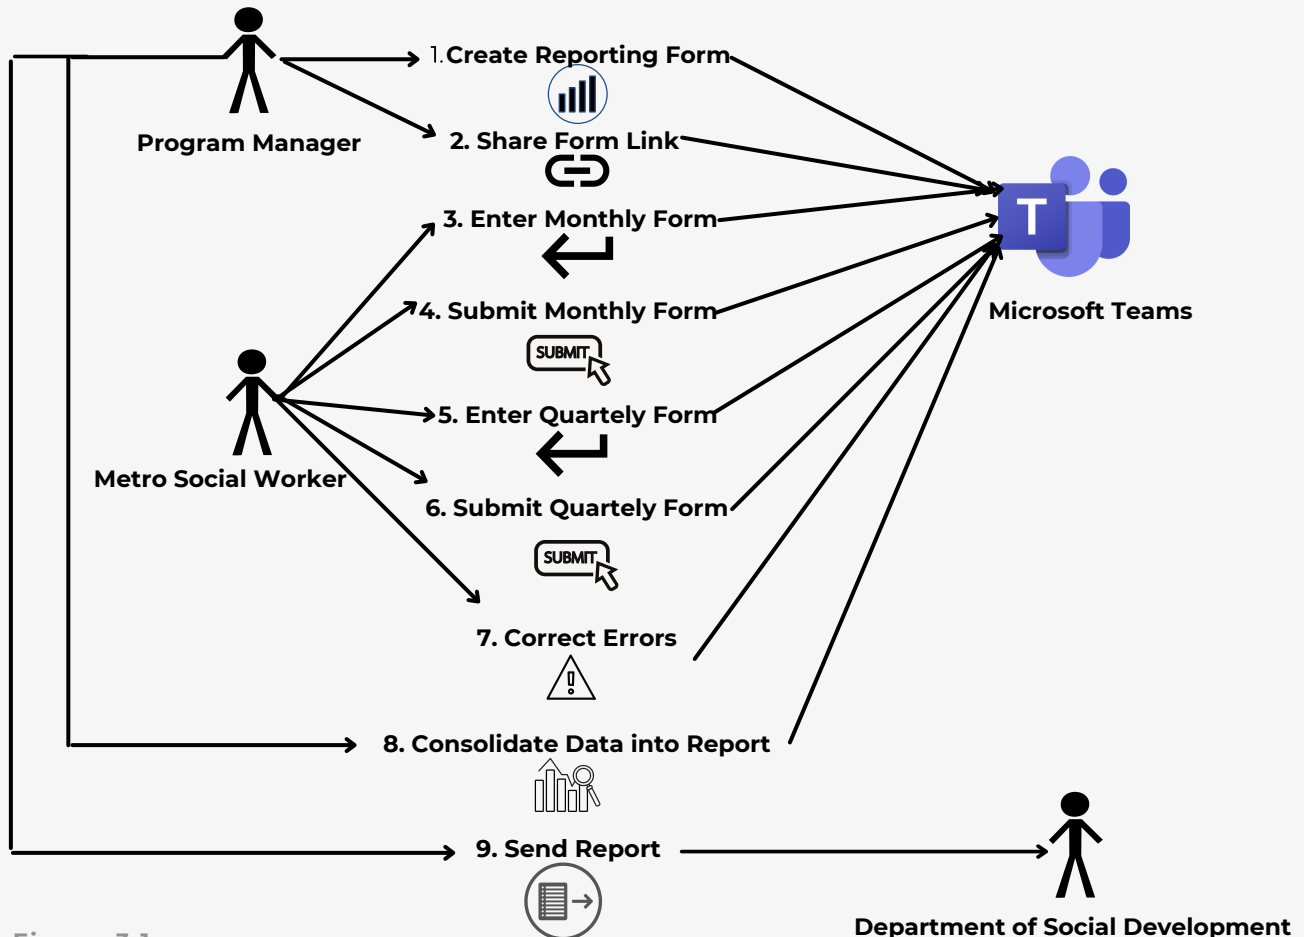 1. Create Reporting Form
Program Manager
2. Share Form Link
3. Enter Monthly Form
T
4. Submit Monthly Form
Microsoft Teams
SUBMIT
5. Enter Quartely Form
Metro Social Worker
6. Submit Quartely Form
SUBMIT
7. Correct Errors
8. Consolidate Data into Report
9. Send Report
Department of Social Development